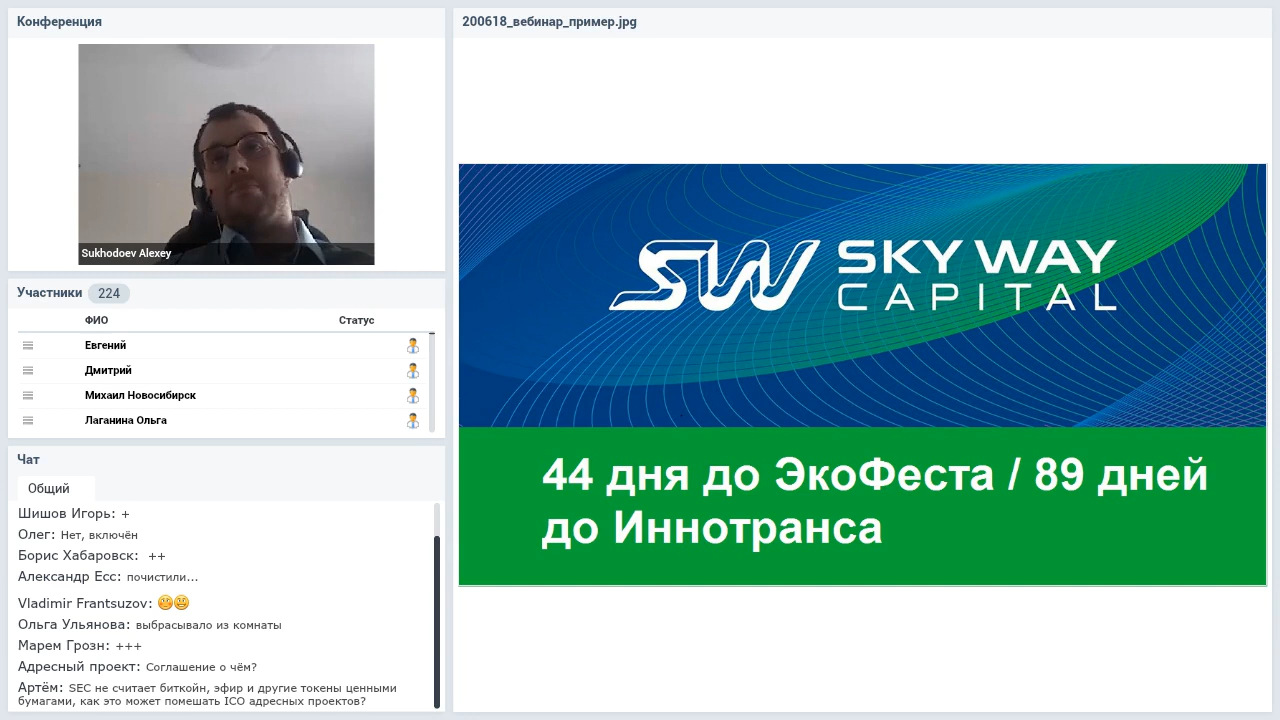 Конференция
Sukhodoev Alexey
Участники 224
ФИО Статус
Евгений
Дмитрий
Михаил Новосибирск
Лаганина Ольга
Чат
Общий
Шишов Игорь: +
Олег: Нет, включён
Борис Хабаровск: ++
Александр Есс: почистили...
Vladimir Frantsuzov:
Ольга Ульянова: выбрасывало из комнаты
Марем Грозн: +++
Адресный проект: Соглашение о чём?
Артём: SEC не считает биткойн, эфир и другие токены ценными
бумагами, как это может помешать ICO адресных проектов?
200618_вебинар_пример.jpg
SW SKY WAY
CAPITAL
44 дня до ЭкоФеста / 89 дней
до Иннотранса